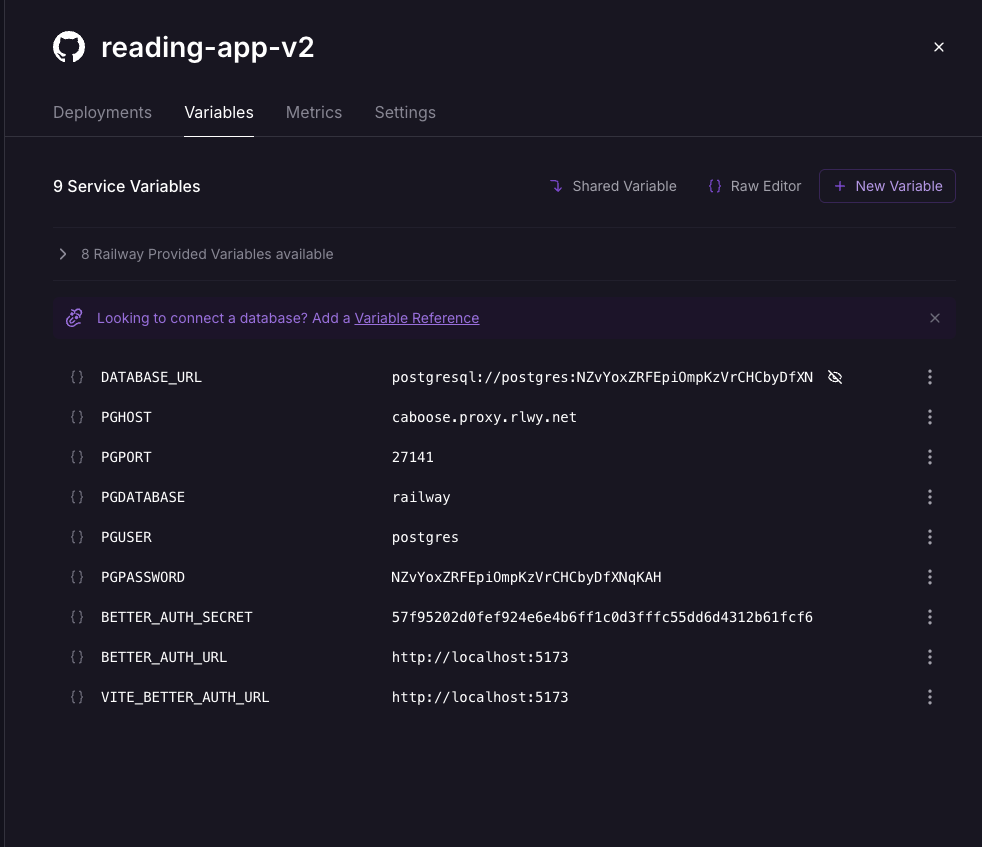 reading-app-v2
Deployments Variables Metrics Settings
9 Service Variables Shared Variable {} Raw Editor + New Variable
8 Railway Provided Variables available
Looking to connect a database? Add a Variable Reference
{} DATABASE_URL postgresql://postgres:NZvYoxZRFEpiOmpKzVrCHCbyDfXN
{} PGHOST caboose.proxy.rlwy.net
{} PGPORT 27141
{} PGDATABASE railway
{} PGUSER postgres
{} PGPASSWORD NZvYoxZRFEpiOmpKzVrCHCbyDfXNqKAH
{} BETTER_AUTH_SECRET 57f95202d0fef924e6e4b6ff1c0d3fffc55dd6d4312b61fcf6
{} BETTER_AUTH_URL http://localhost:5173
{} VITE_BETTER_AUTH_URL http://localhost:5173